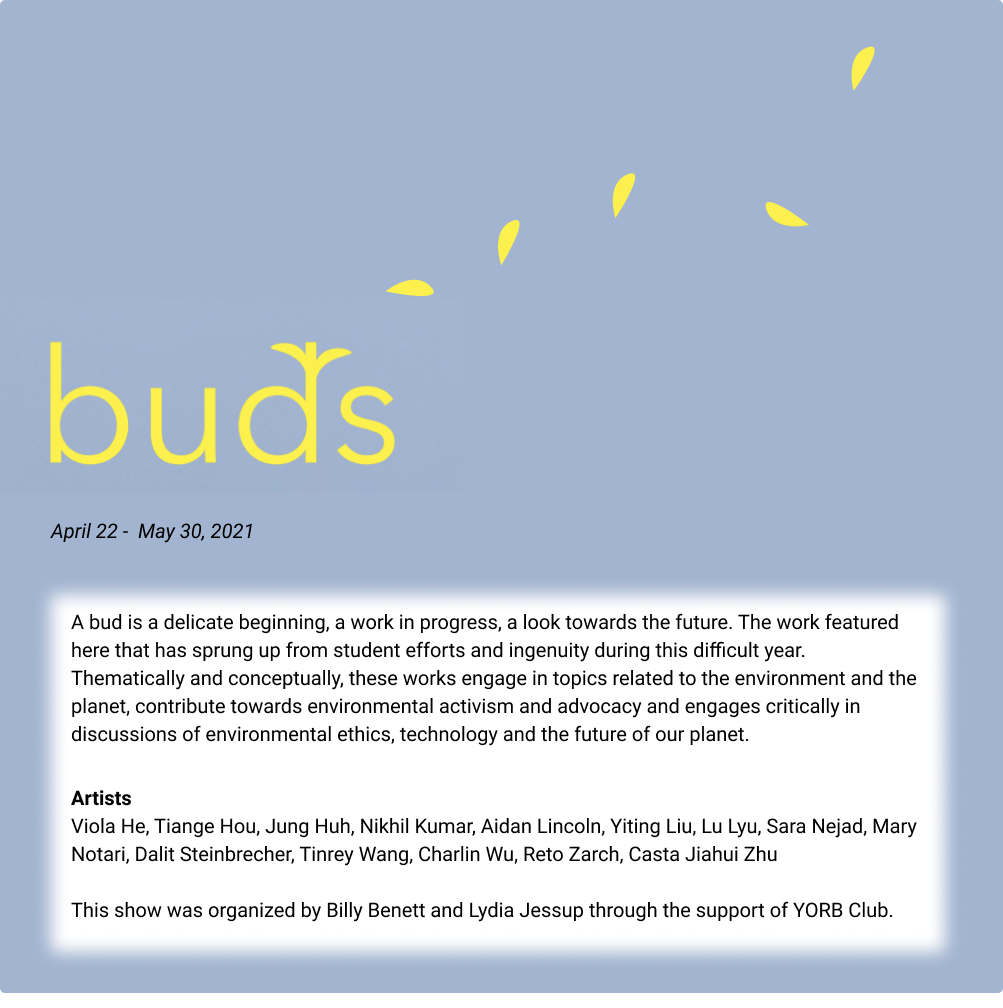 buds
April 22 -  May 30, 2021
A bud is a delicate beginning, a work in progress, a look towards the future. The work featured
here that has sprung up from student efforts and ingenuity during this difficult year.
Thematically and conceptually, these works engage in topics related to the environment and the
planet, contribute towards environmental activism and advocacy and engages critically in
discussions of environmental ethics, technology and the future of our planet.
Artists
Viola He, Tiange Hou, Jung Huh, Nikhil Kumar, Aidan Lincoln, Yiting Liu, Lu Lyu, Sara Nejad, Mary
Notari, Dalit Steinbrecher, Tinrey Wang, Charlin Wu, Reto Zarch, Casta Jiahui Zhu
This show was organized by Billy Benett and Lydia Jessup through the support of YORB Club.